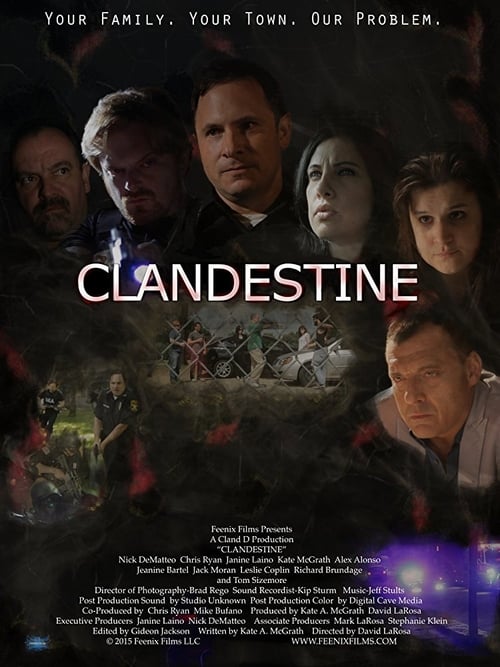 YOUR FAMILY. YOUR TOWN. OUR PROBLEM.
CLANDESTINE
Feenix Films Presents
A Cland D Production
"CLANDESTINE"
Nick DeMatteo Chris Ryan Janine Laino Kate McGrath Alex Alonso
Jeanine Bartel Jack Moran Leslie Coplin Richard Brundage
and Tom Sizemore
Director of Photography-Brad Rego Sound Recordist-Kip Sturm Music-Jeff Stults
Post Production Sound by Studio Unknown Post Production Color by Digital Cave Media
Co-Produced by Chris Ryan Mike Bufano Produced by Kate A. McGrath David LaRosa
Executive Producers Janine Laino Nick DeMatteo Associate Producers Mark LaRosa Stephanie Klein
Edited by Gideon Jackson Written by Kate A. McGrath Directed by David LaRosa
© 2015 Feenix Films LLC WWW.FEENIXFILMS.COM